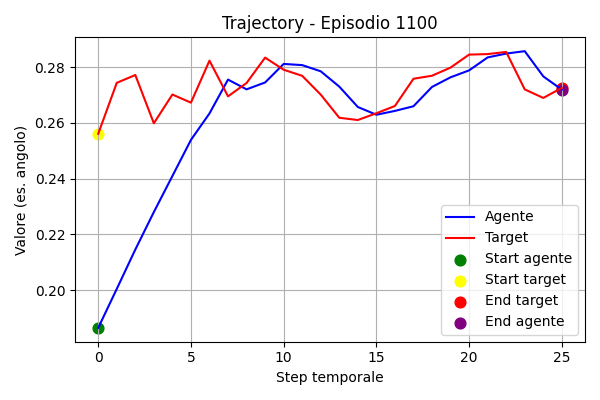 Trajectory - Episodio 1100
Valore (es. angolo)
0.28
0.26
0.24
0.22
0.20
0
5
10
15
20
25
Step temporale
Agente
Target
Start agente
Start target
End target
End agente